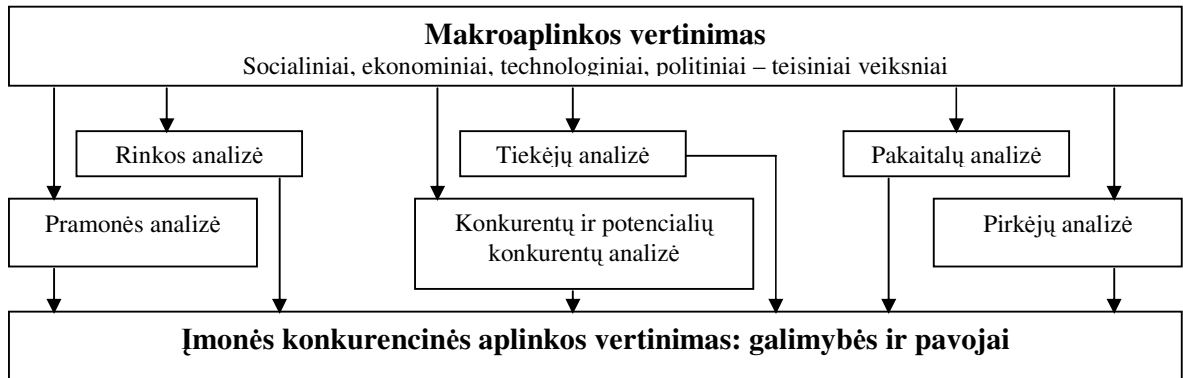 Makroaplinkos vertinimas
Socialiniai, ekonominiai, technologiniai, politiniai – teisiniai veiksniai
Rinkos analizė
Tiekėjų analizė
Pakaitalų analizė
Pramonės analizė
Konkurentų ir potencialių
konkurentų analizė
Pirkėjų analizė
Įmonės konkurencinės aplinkos vertinimas: galimybės ir pavojai